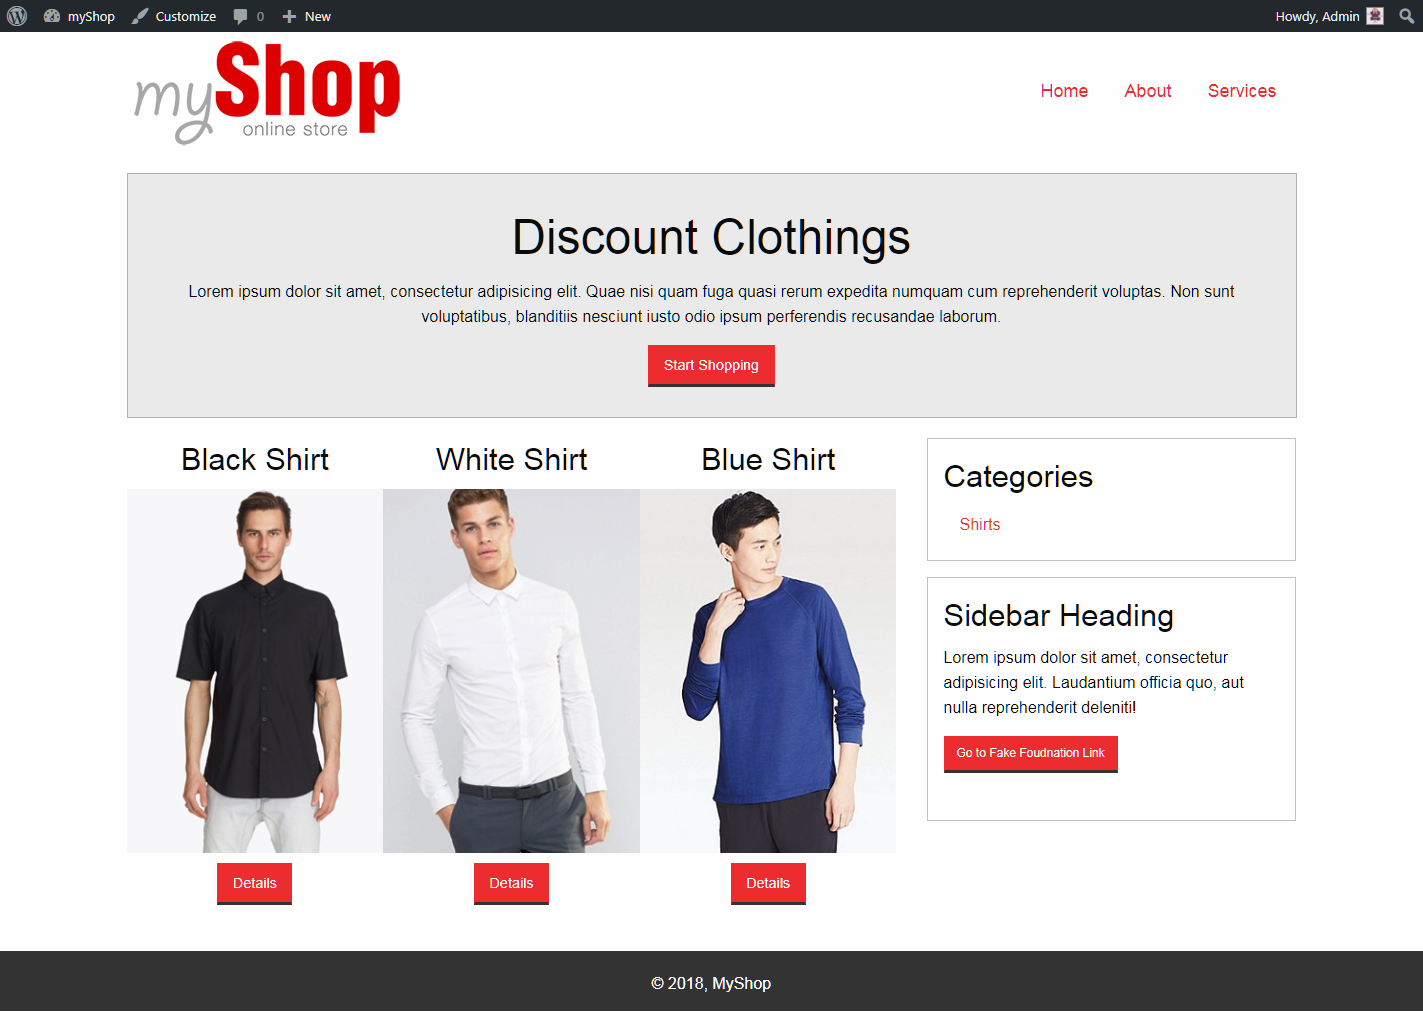 myShop Customize 0 New Howdy, Admin
myShop
online store
Home About Services
Discount Clothings
Lorem ipsum dolor sit amet, consectetur adipisicing elit. Quae nisi quam fuga quasi rerum expedita numquam cum reprehenderit voluptas. Non sunt
voluptatibus, blanditiis nesciunt iusto odio ipsum perferendis recusandae laborum.
Start Shopping
Black Shirt
White Shirt
Blue Shirt
Details
Details
Details
Categories
Shirts
Sidebar Heading
Lorem ipsum dolor sit amet, consectetur
adipisicing elit. Laudantium officia quo, aut
nulla reprehenderit deleniti!
Go to Fake Foudnation Link
© 2018, MyShop